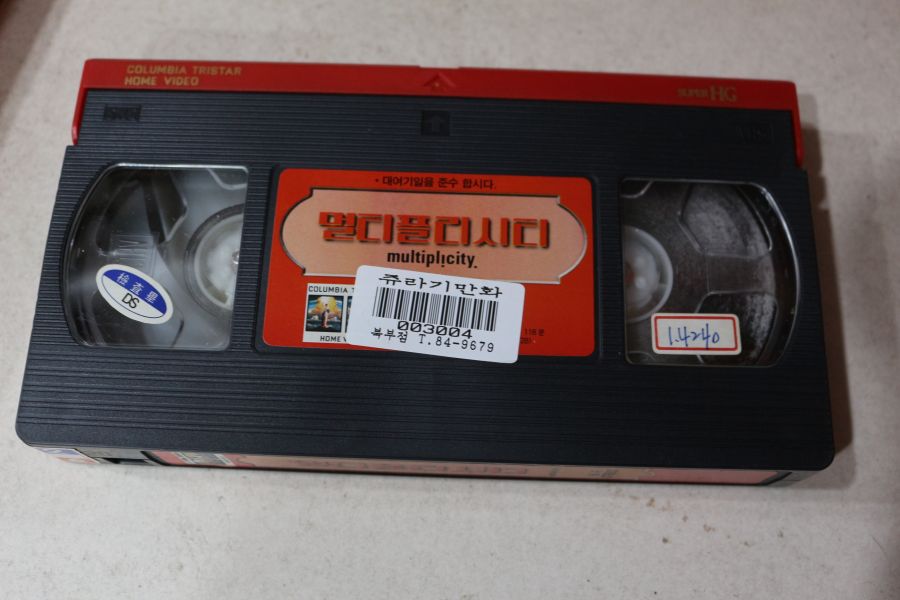 COLUMBIA TRISTAR
HOME VIDEO
SUPER HG
• 대여기일을 준수 합시다.
멀티플리시티
multiplicity.
COLUMBIA T
HOME V
116 분
쥬라기만화
003004
북부점 T.84-9679
DS
1.4240